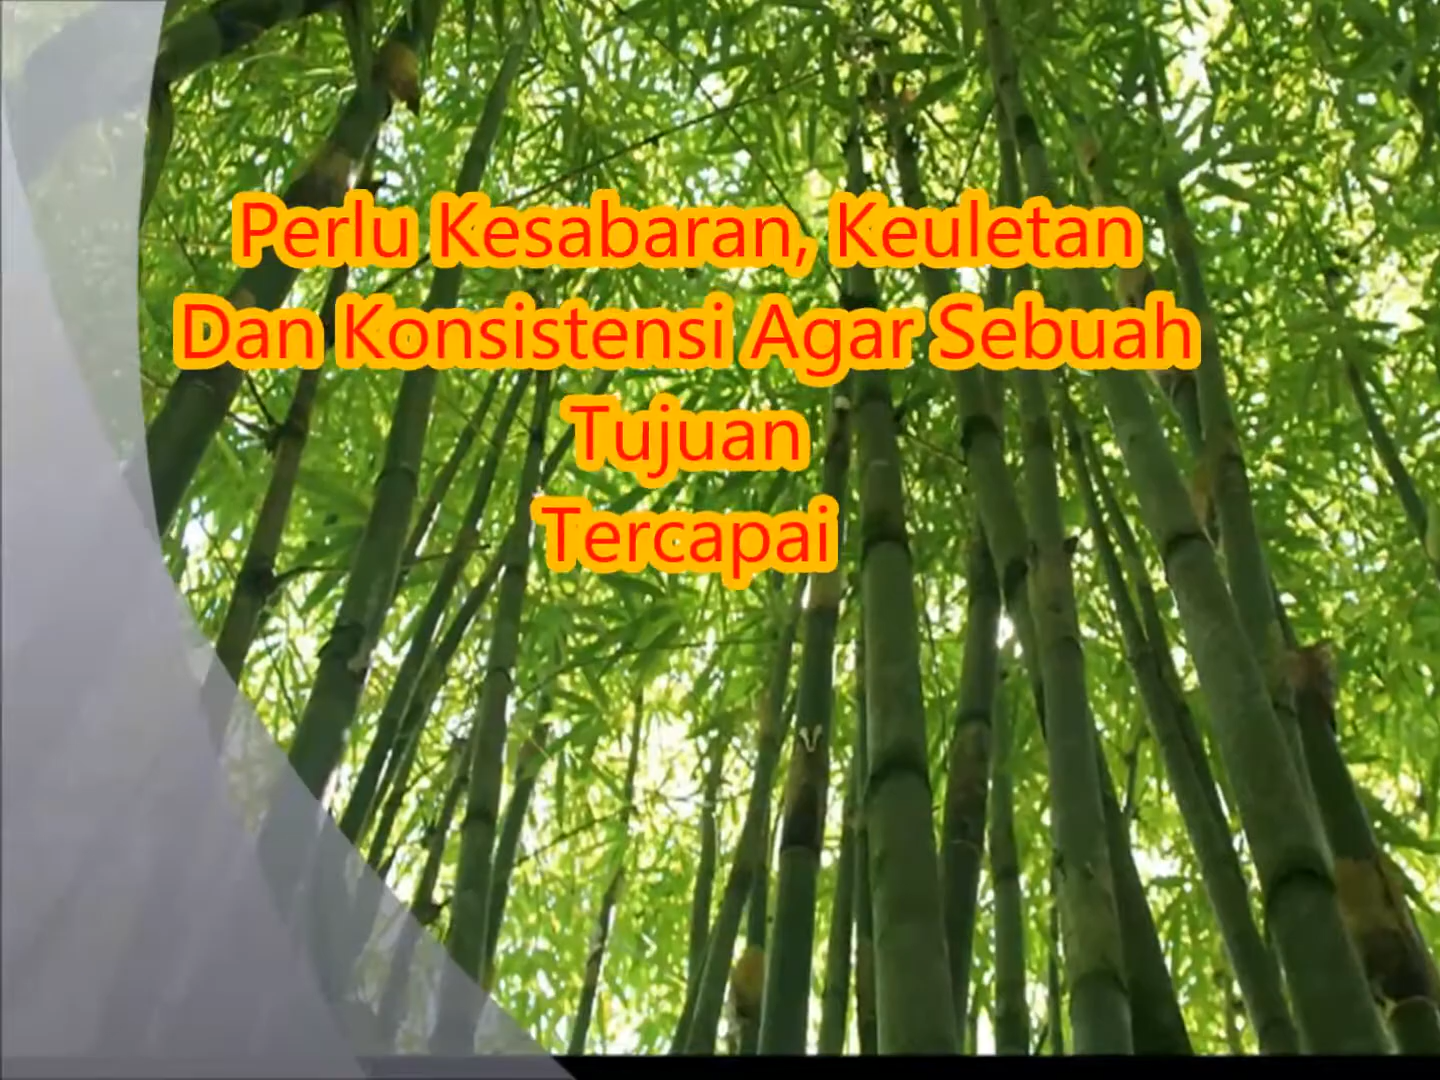 Perlu Kesabaran, Keuletan
Dan Konsistensi Agar Sebuah
Tujuan
Tercapai